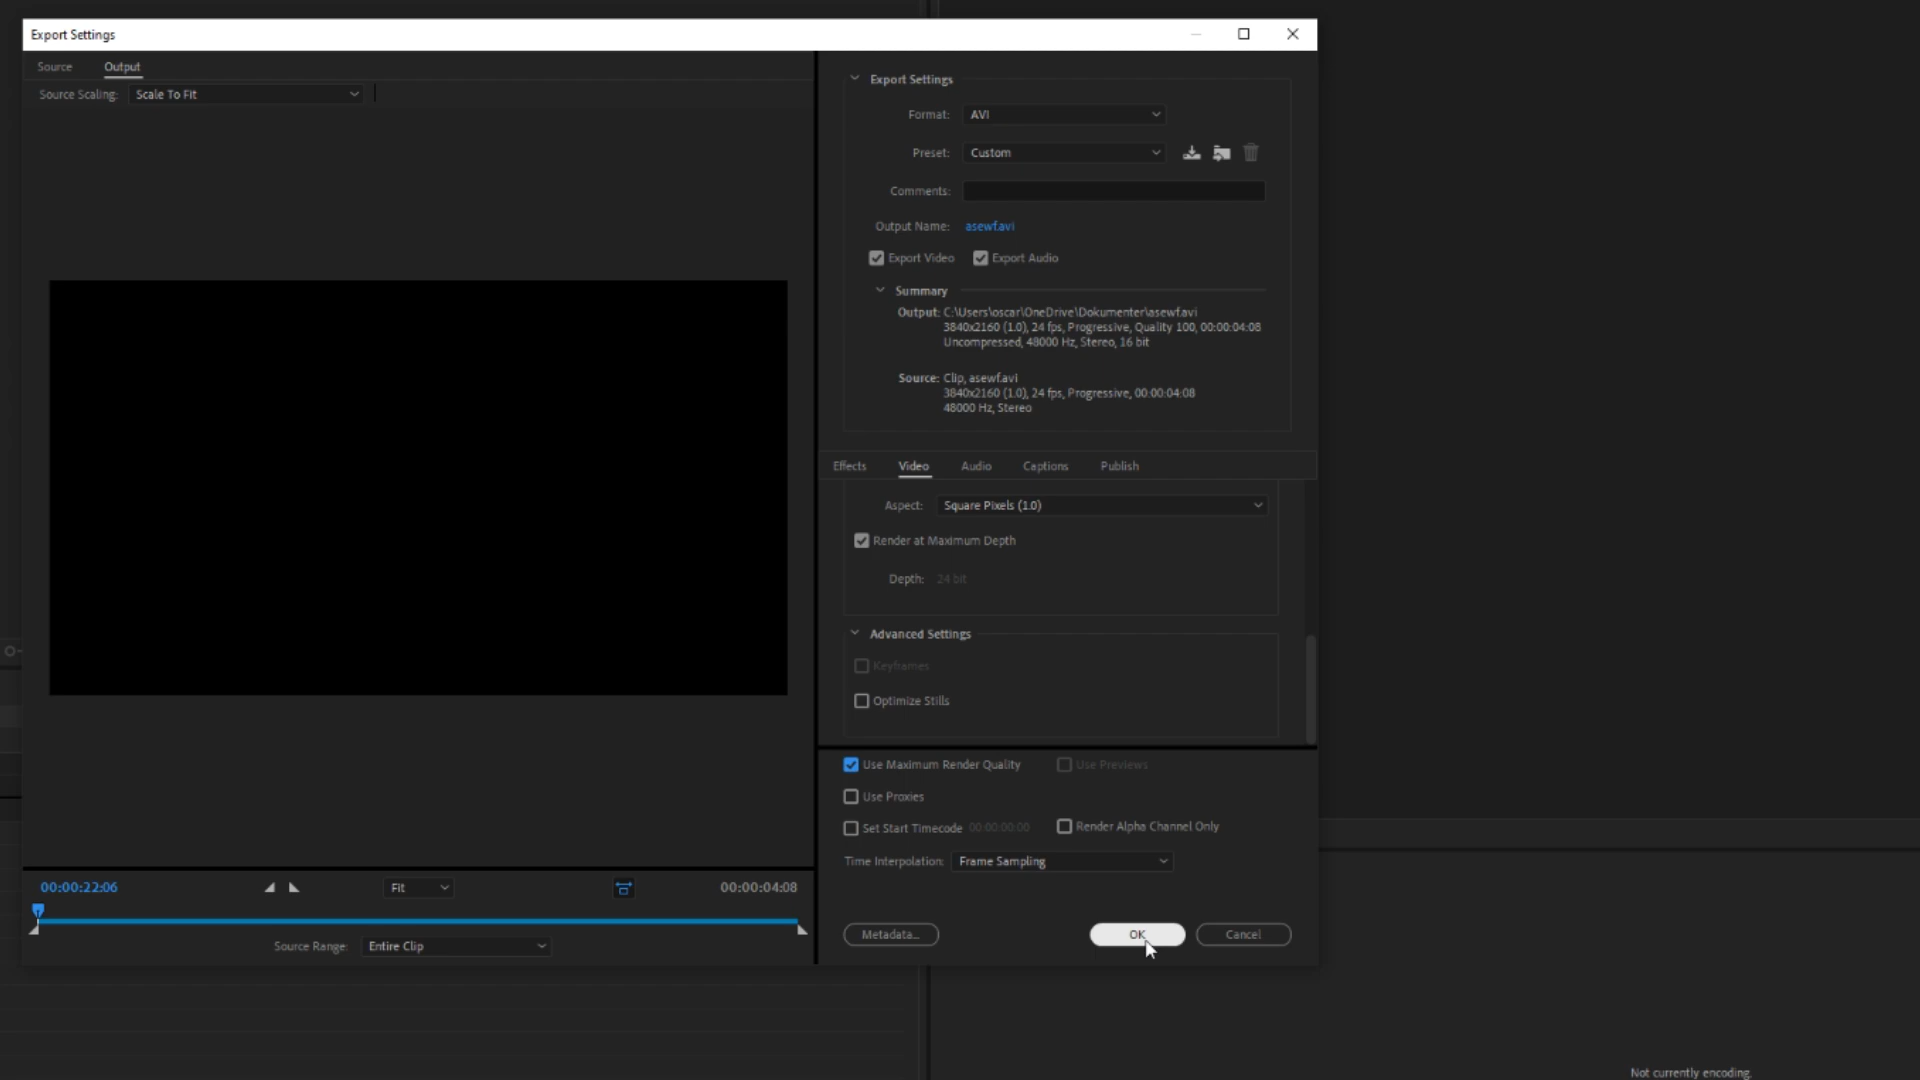 Export Settings
Source Output
Source Scaling: Scale To Fit
Export Settings
Format: AVI
Preset: Custom
Comments:
Output Name: asewf.avi
Export Video Export Audio
Summary
Output: C:\Users\oscar\OneDrive\Dokumenter\asewf.avi
3840x2160 (1.0), 24 fps, Progressive, Quality 100, 00:00:04:08
Uncompressed, 48000 Hz, Stereo, 16 bit
Source: Clip, asewf.avi
3840x2160 (1.0), 24 fps, Progressive, 00:00:04:08
48000 Hz, Stereo
Effects Video Audio Captions Publish
Aspect: Square Pixels (1.0)
Render at Maximum Depth
Depth: 24 bit
Advanced Settings
Keyframes
Optimize Stills
Use Maximum Render Quality Use Previews
Use Proxies
Set Start Timecode 00:00:00:00 Render Alpha Channel Only
Time Interpolation: Frame Sampling
00:00:22:06 Fit 00:00:04:08
Source Range: Entire Clip
Metadata... OK Cancel
Not currently encoding.